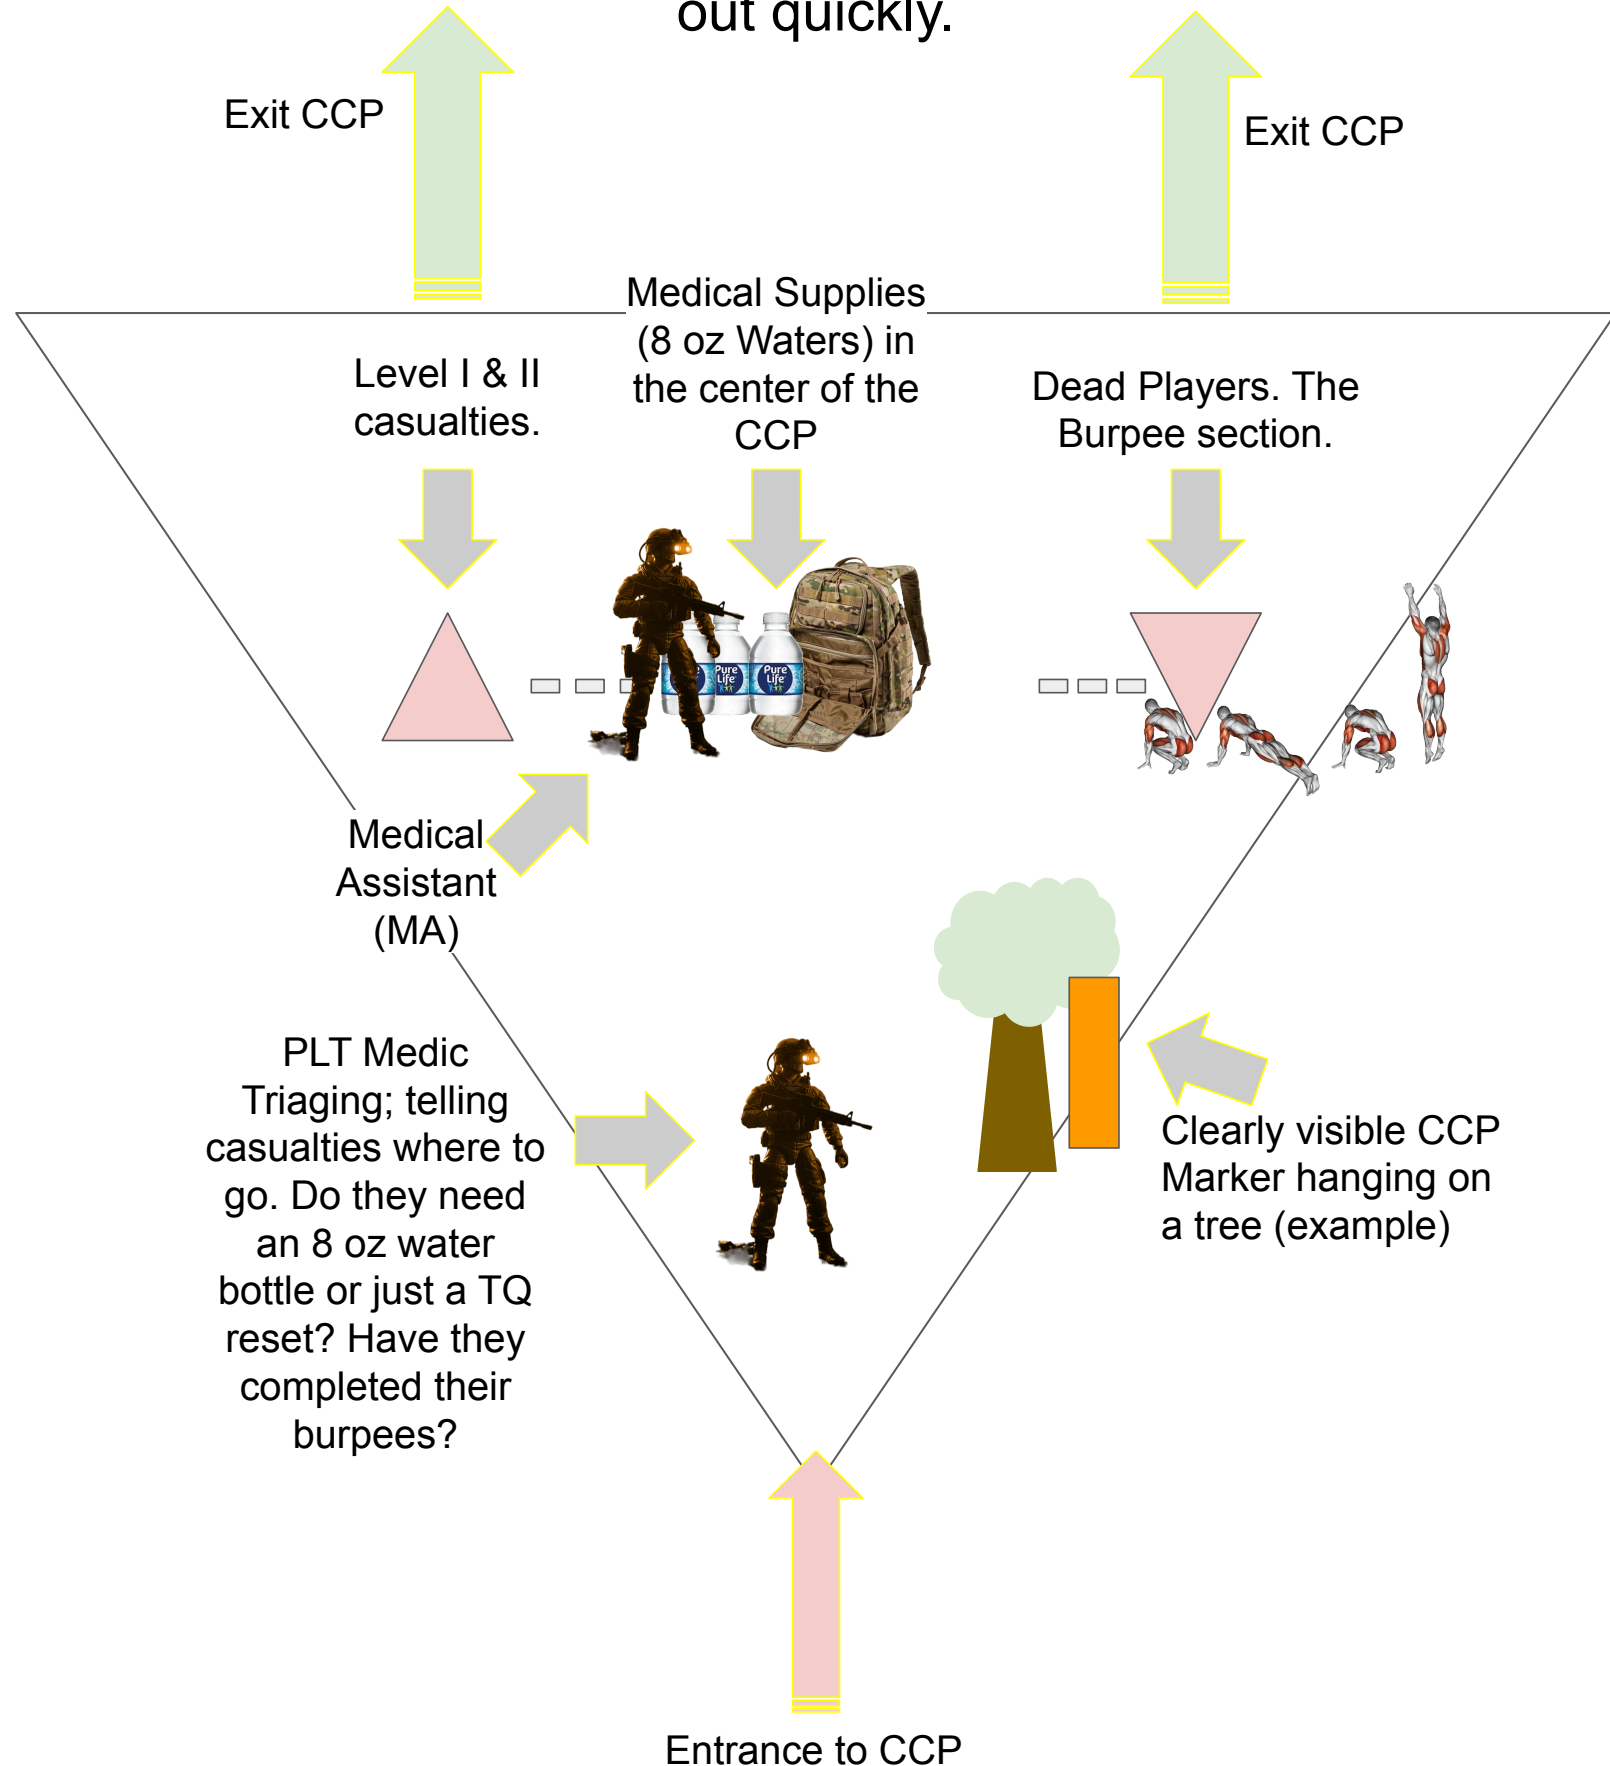 out quickly.
Exit CCP
Exit CCP
Medical Supplies
(8 oz Waters) in
the center of the
CCP
Level I & II
casualties.
Dead Players. The
Burpee section.
Pure
Life
Pure
Life
Medical
Assistant
(MA)
PLT Medic
Triaging; telling
casualties where to
go. Do they need
an 8 oz water
bottle or just a TQ
reset? Have they
completed their
burpees?
Clearly visible CCP
Marker hanging on
a tree (example)
Entrance to CCP